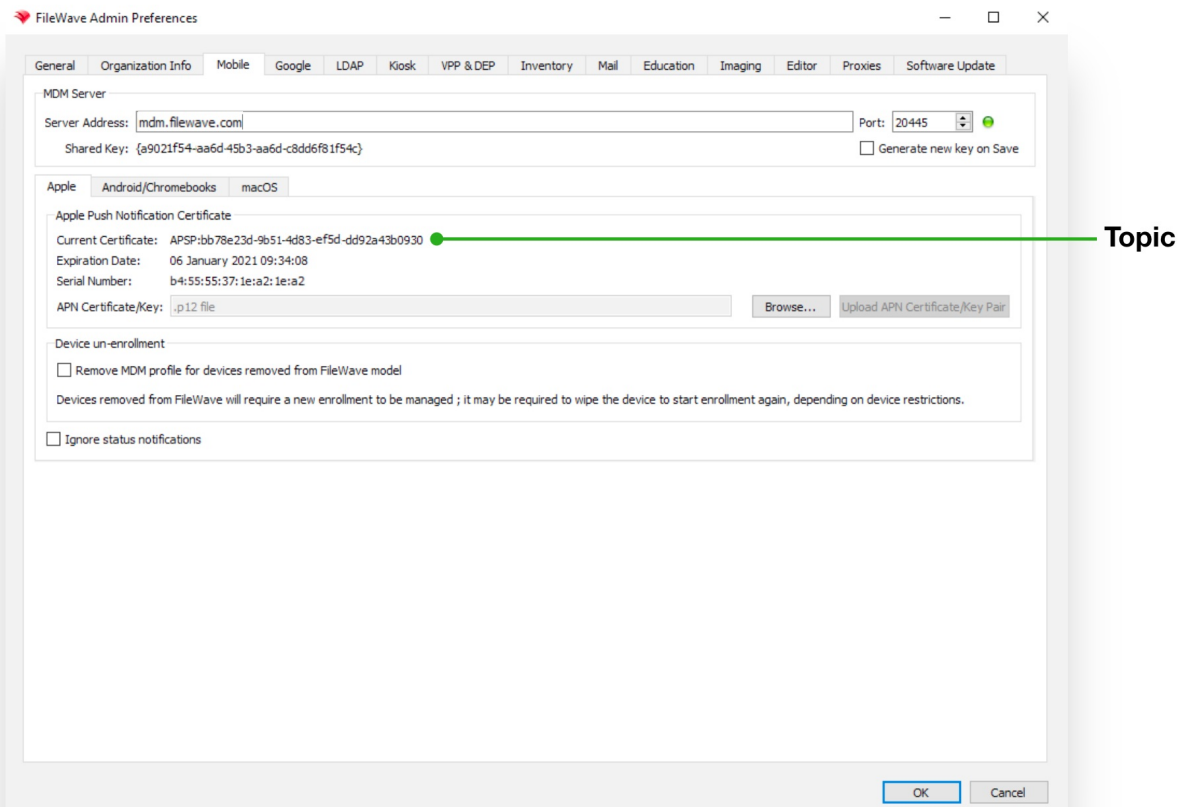 FileWave Admin Preferences
General Organization Info Mobile Google LDAP Kiosk VPP & DEP Inventory Mail Education Imaging Editor Proxies Software Update
MDM Server
Server Address: mdm.filewave.com Port: 20445
Shared Key: {a9021f54-aa6d-45b3-aa6d-c8dd6f81f54c} Generate new key on Save
Apple Android/Chromebooks macOS
Apple Push Notification Certificate
Current Certificate: APSP:bb78e23d-9b51-4d83-ef5d-dd92a43b0930 Topic
Expiration Date: 06 January 2021 09:34:08
Serial Number: b4:55:55:37:1e:a2:1e:a2
APN Certificate/Key: .p12 file Browse... Upload APN Certificate/Key Pair
Device un-enrollment
Remove MDM profile for devices removed from FileWave model
Devices removed from FileWave will require a new enrollment to be managed ; it may be required to wipe the device to start enrollment again, depending on device restrictions.
Ignore status notifications
OK Cancel